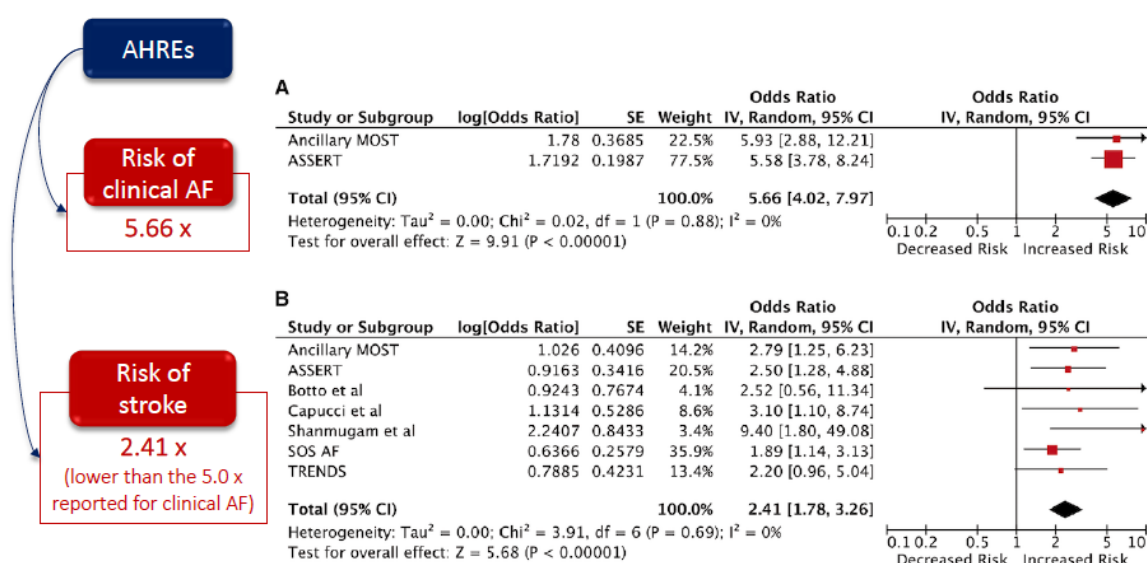 AHREs
Risk of
clinical AF
5.66 x
Risk of
stroke
2.41 x
(lower than the 5.0 x
reported for clinical AF)
A
Odds Ratio Odds Ratio
Study or Subgroup log[Odds Ratio] SE Weight IV, Random, 95% CI IV, Random, 95% CI
Ancillary MOST 1.78 0.3685 22.5% 5.93 [2.88, 12.21]
ASSERT 1.7192 0.1987 77.5% 5.58 [3.78, 8.24]
Total (95% CI) 100.0% 5.66 [4.02, 7.97]
Heterogeneity: Tau² = 0.00; Chi² = 0.02, df = 1 (P = 0.88); I² = 0%
Test for overall effect: Z = 9.91 (P < 0.00001)
0.1 0.2 0.5 1 2 5 10
Decreased Risk Increased Risk
B
Odds Ratio Odds Ratio
Study or Subgroup log[Odds Ratio] SE Weight IV, Random, 95% CI IV, Random, 95% CI
Ancillary MOST 1.026 0.4096 14.2% 2.79 [1.25, 6.23]
ASSERT 0.9163 0.3416 20.5% 2.50 [1.28, 4.88]
Botto et al 0.9243 0.7674 4.1% 2.52 [0.56, 11.34]
Capucci et al 1.1314 0.5286 8.6% 3.10 [1.10, 8.74]
Shanmugam et al 2.2407 0.8433 3.4% 9.40 [1.80, 49.08]
SOS AF 0.6366 0.2579 35.9% 1.89 [1.14, 3.13]
TRENDS 0.7885 0.4231 13.4% 2.20 [0.96, 5.04]
Total (95% CI) 100.0% 2.41 [1.78, 3.26]
Heterogeneity: Tau² = 0.00; Chi² = 3.91, df = 6 (P = 0.69); I² = 0%
Test for overall effect: Z = 5.68 (P < 0.00001)
0.1 0.2 0.5 1 2 5 10
Decreased Risk Increased Risk